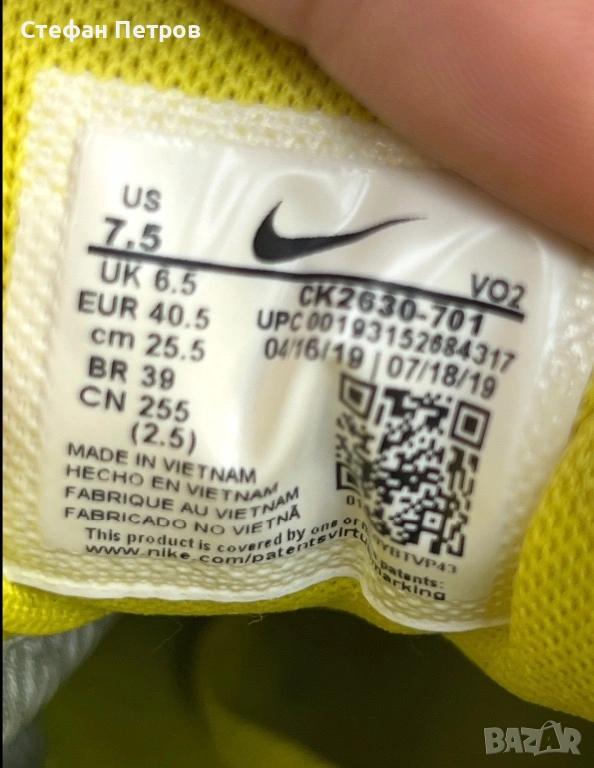 Стефан Петров
US
7.5
UK 6.5
EUR 40.5
cm 25.5
BR 39
CN 255
(2.5)
VO2
CK2630-701
UPC 00193152684317
04/16/19 | 07/18/19
MADE IN VIETNAM
HECHO EN VIETNAM
FABRIQUE AU VIETNAM
FABRICADO NO VIETNÃ
This product is covered by one or patents:
www.nike.com/patentsvirtu marking
BAZAR